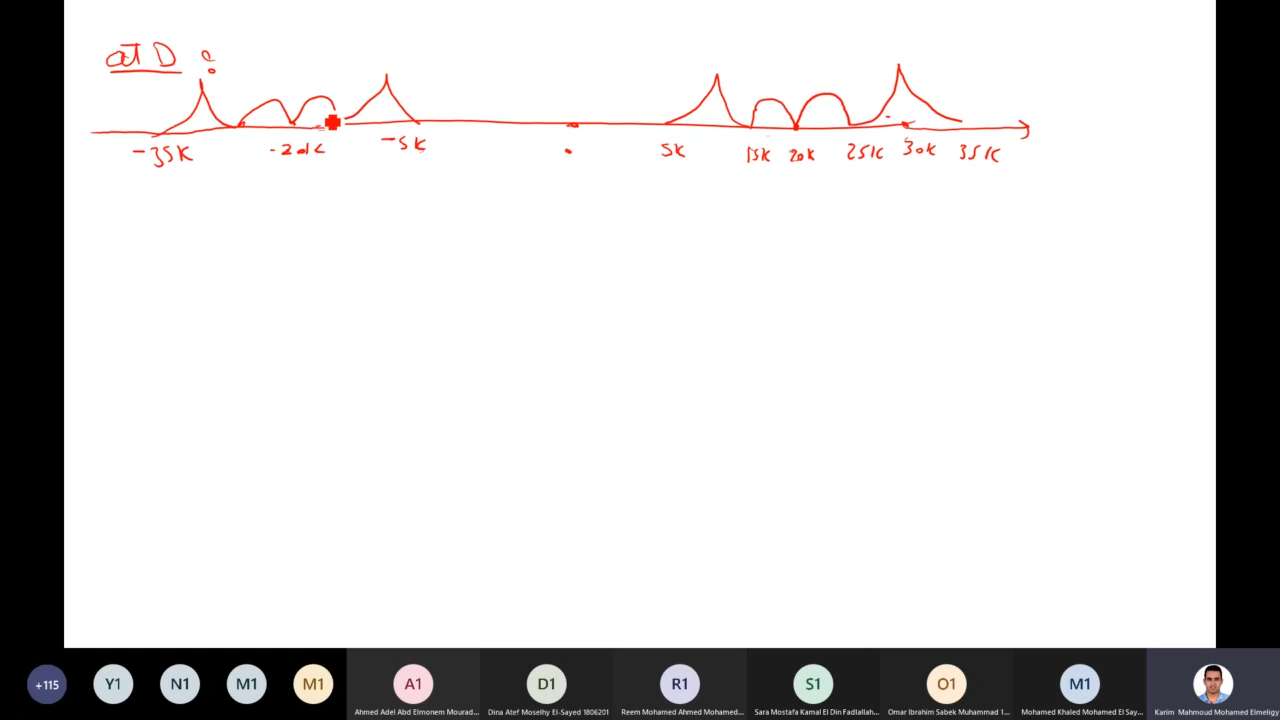 at D :
-35K -20K -5K 5K 15K 20K 25K 30K 35K
+115 Y1 N1 M1 M1 A1 D1 R1 S1 O1 M1
Ahmed Adel Abd Elmonem Mourad... Dina Atef Moselhy El-Sayed 1806201 Reem Mohamed Ahmed Mohamed... Sara Mostafa Kamal El Din Fadlallah... Omar Ibrahim Sabek Muhammad 1... Mohamed Khaled Mohamed El Say... Karim Mahmoud Mohamed Elmelig